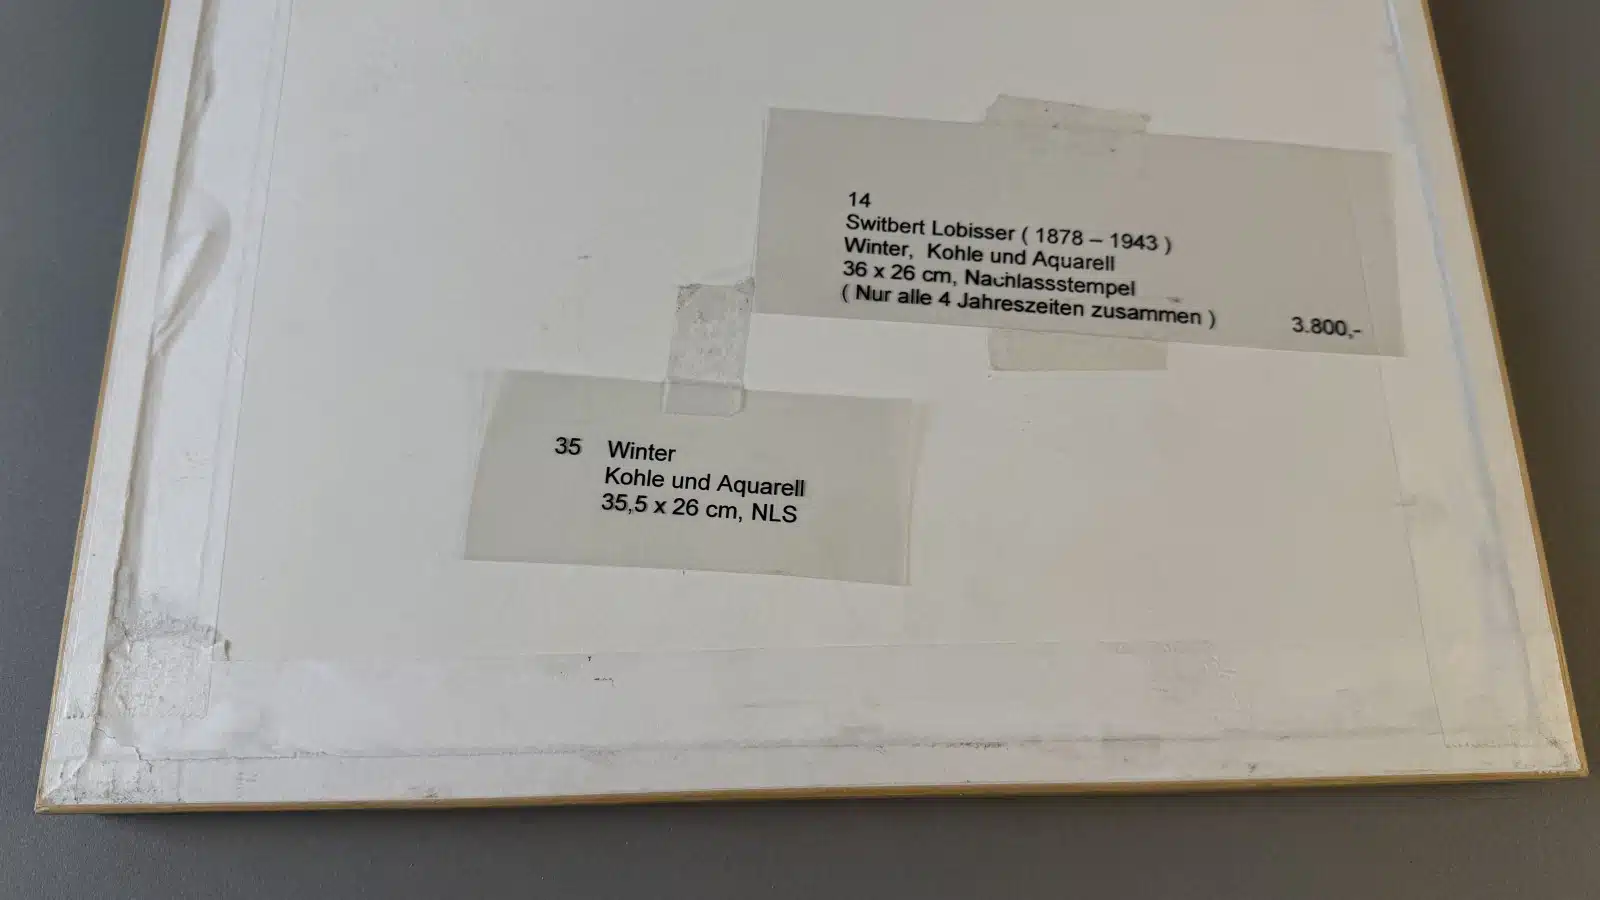 14
Switbert Lobisser ( 1878 – 1943 )
Winter, Kohle und Aquarell
36 x 26 cm, Nachlassstempel
( Nur alle 4 Jahreszeiten zusammen ) 3.800,-
35 Winter
Kohle und Aquarell
35,5 x 26 cm, NLS